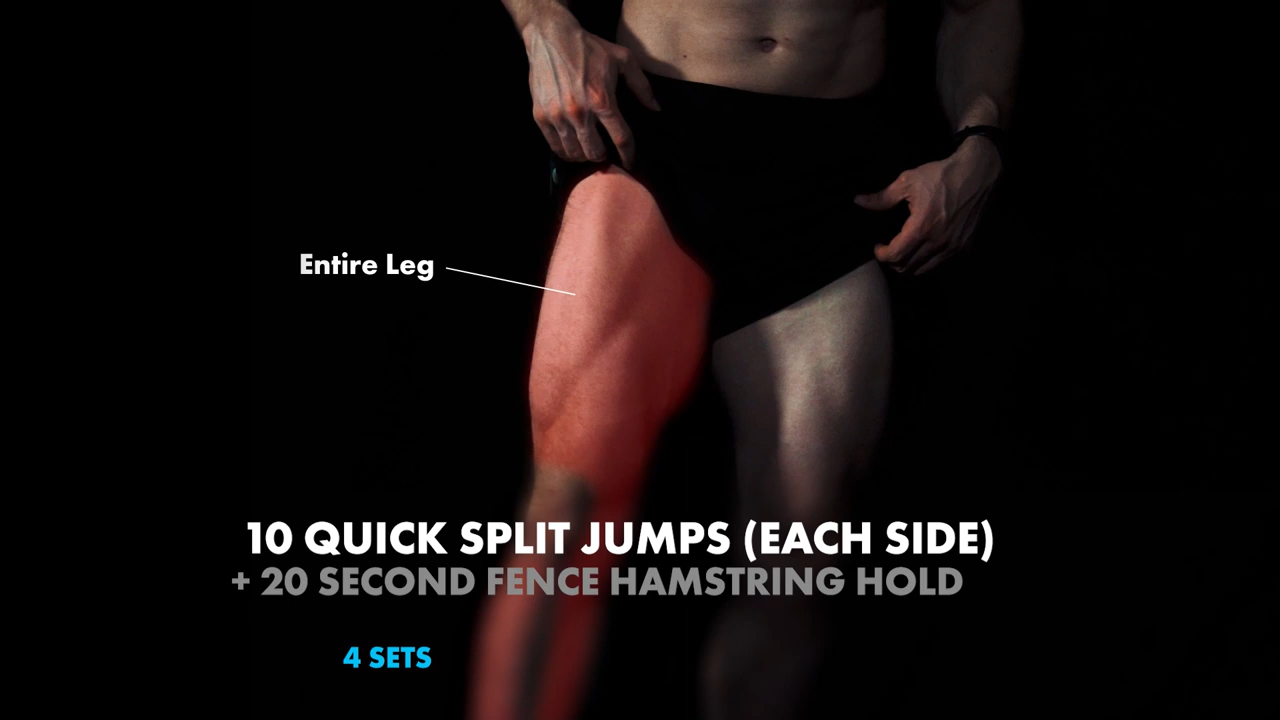 Entire Leg
10 QUICK SPLIT JUMPS (EACH SIDE)
+ 20 SECOND FENCE HAMSTRING HOLD
4 SETS